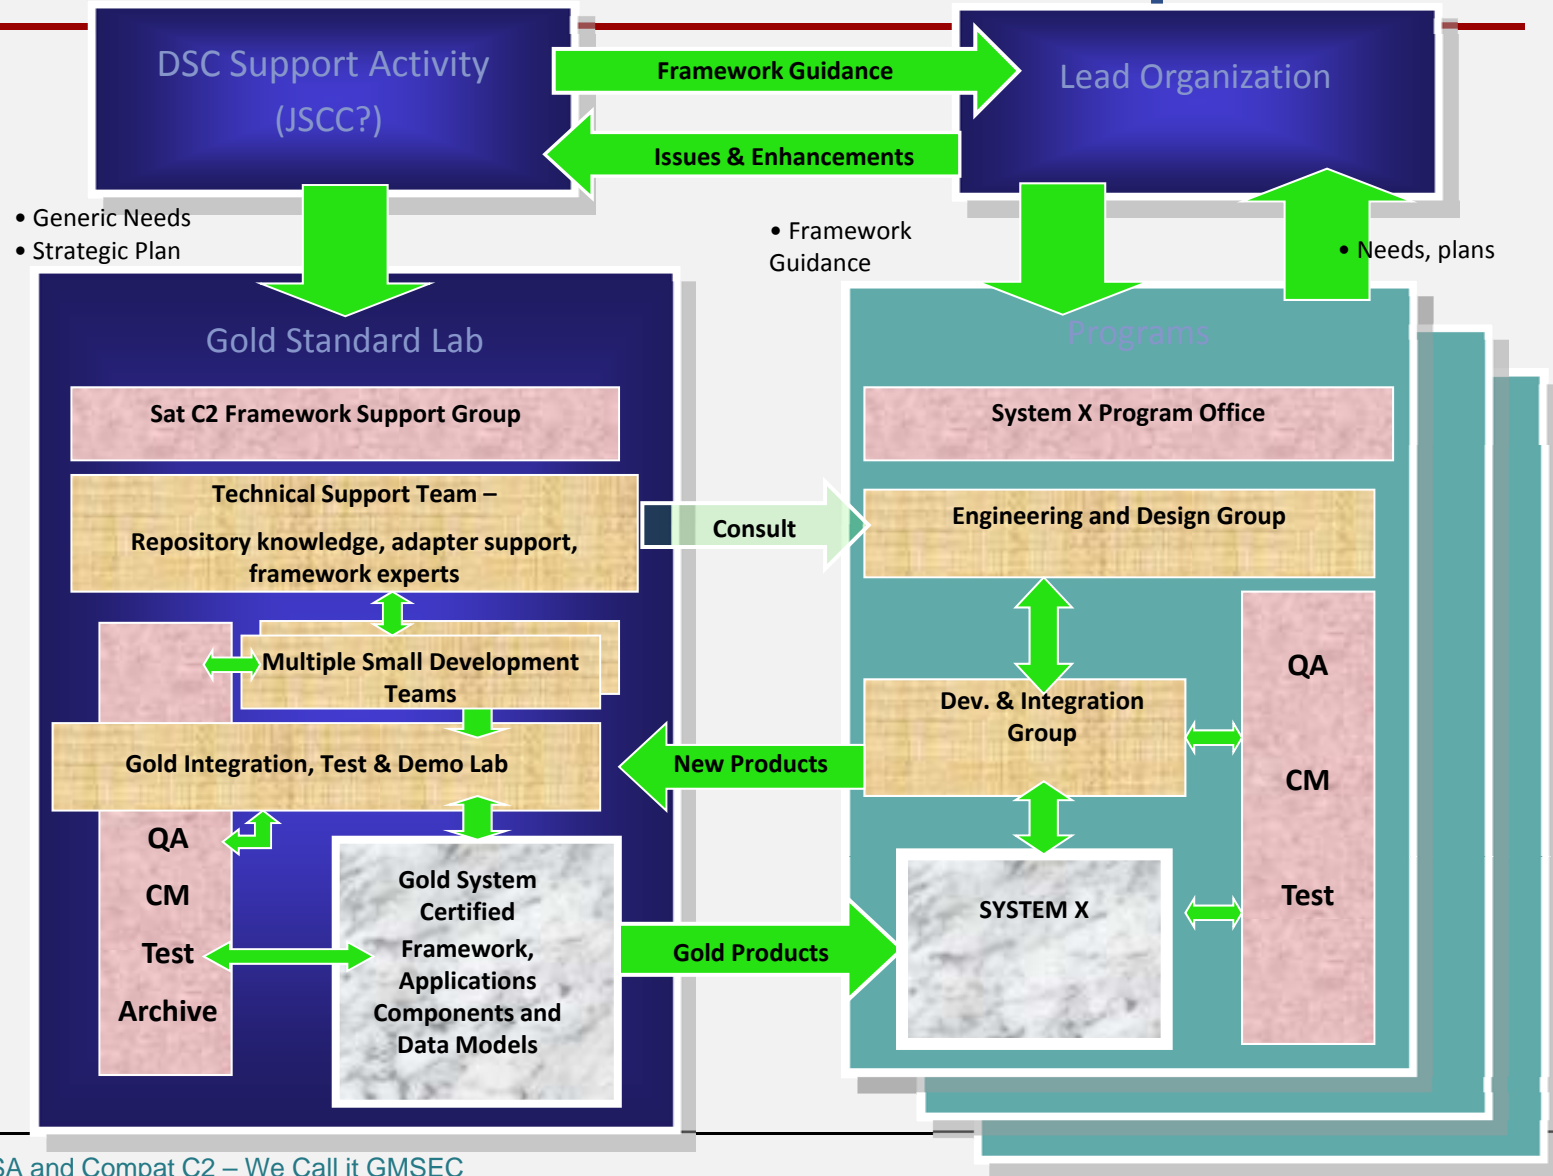 DSC Support Activity
(JSCC?)
Framework Guidance
Issues & Enhancements
Lead Organization
• Generic Needs
• Strategic Plan
• Framework
Guidance
• Needs, plans
Gold Standard Lab
Sat C2 Framework Support Group
Technical Support Team –
Repository knowledge, adapter support,
framework experts
Multiple Small Development
Teams
Gold Integration, Test & Demo Lab
QA
CM
Test
Archive
Gold System
Certified
Framework,
Applications
Components and
Data Models
Consult
New Products
Gold Products
Programs
System X Program Office
Engineering and Design Group
Dev. & Integration
Group
SYSTEM X
QA
CM
Test
SA and Compat C2 – We Call it GMSEC